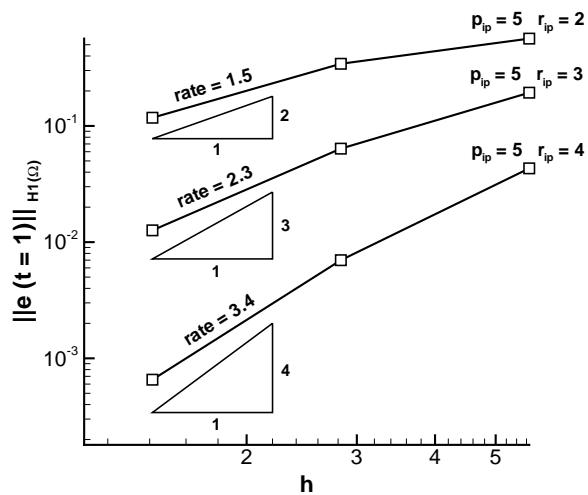 p_ip = 5 r_ip = 2
p_ip = 5 r_ip = 3
p_ip = 5 r_ip = 4
rate = 1.5
2
1
rate = 2.3
3
1
rate = 3.4
4
1
10^-1
10^-2
10^-3
||e (t = 1)||_H1(Ω)
2 3 4 5
h